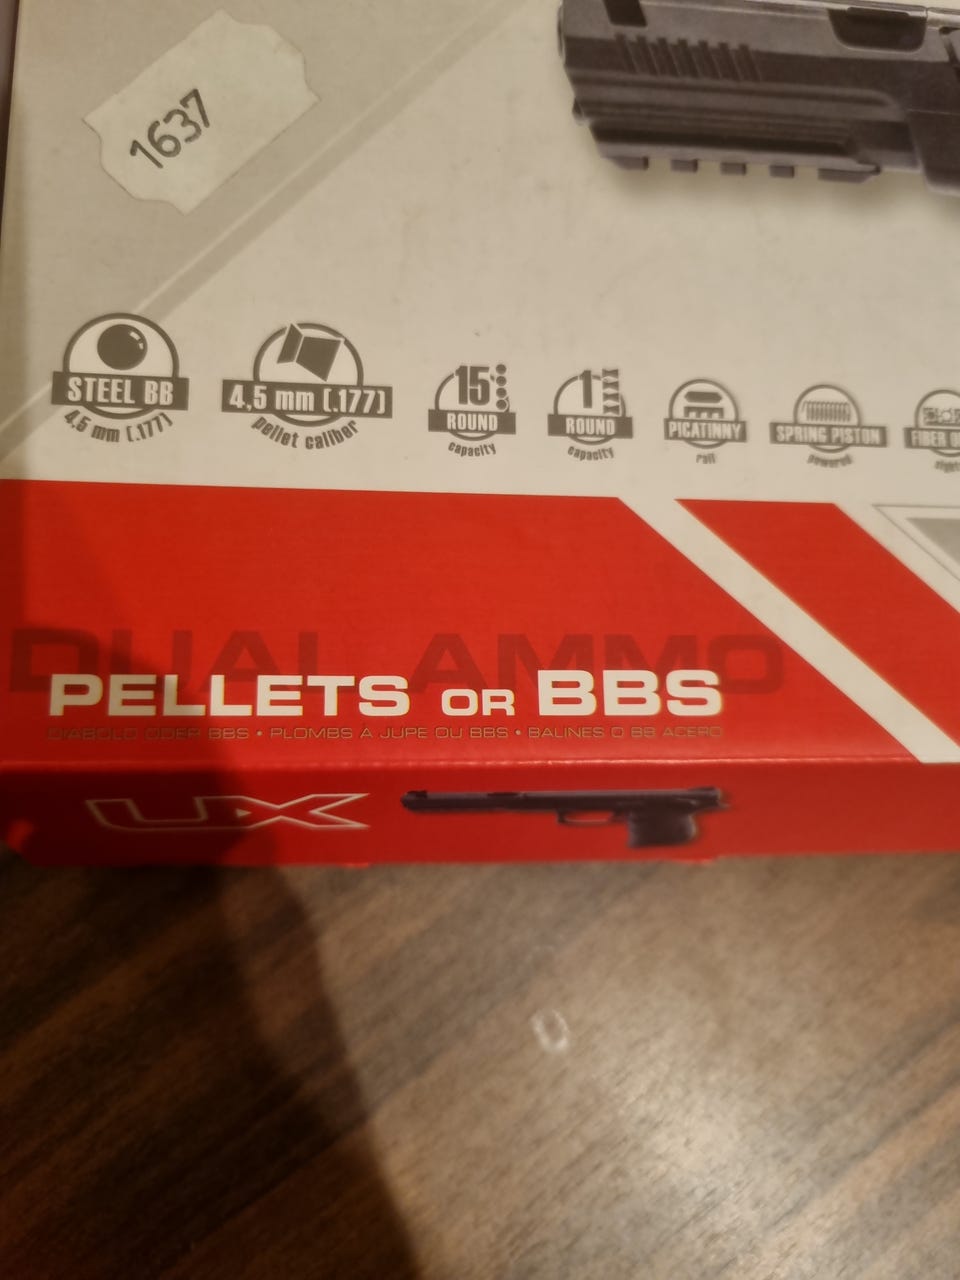 1637
STEEL BB
4,5 mm (.177)
4,5 mm (.177)
pellet caliber
15
ROUND
capacity
1
ROUND
capacity
PICATINNY
rail
SPRING PISTON
powered
FIBER
DUAL AMMO
PELLETS OR BBS
DIABOLO ODER BBS • PLOMBS À JUPE OU BBS • BALINES O BB ACERO
UX